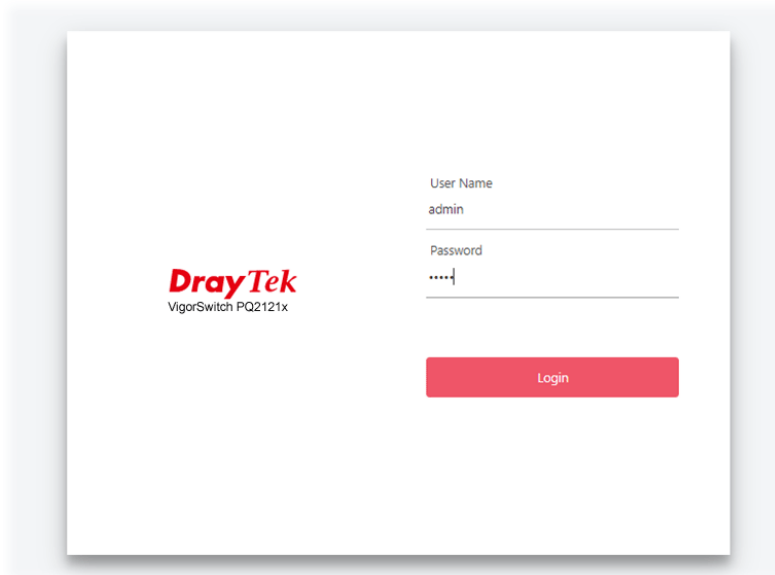 DrayTek
VigorSwitch PQ2121x
User Name
admin
Password
•••••
Login